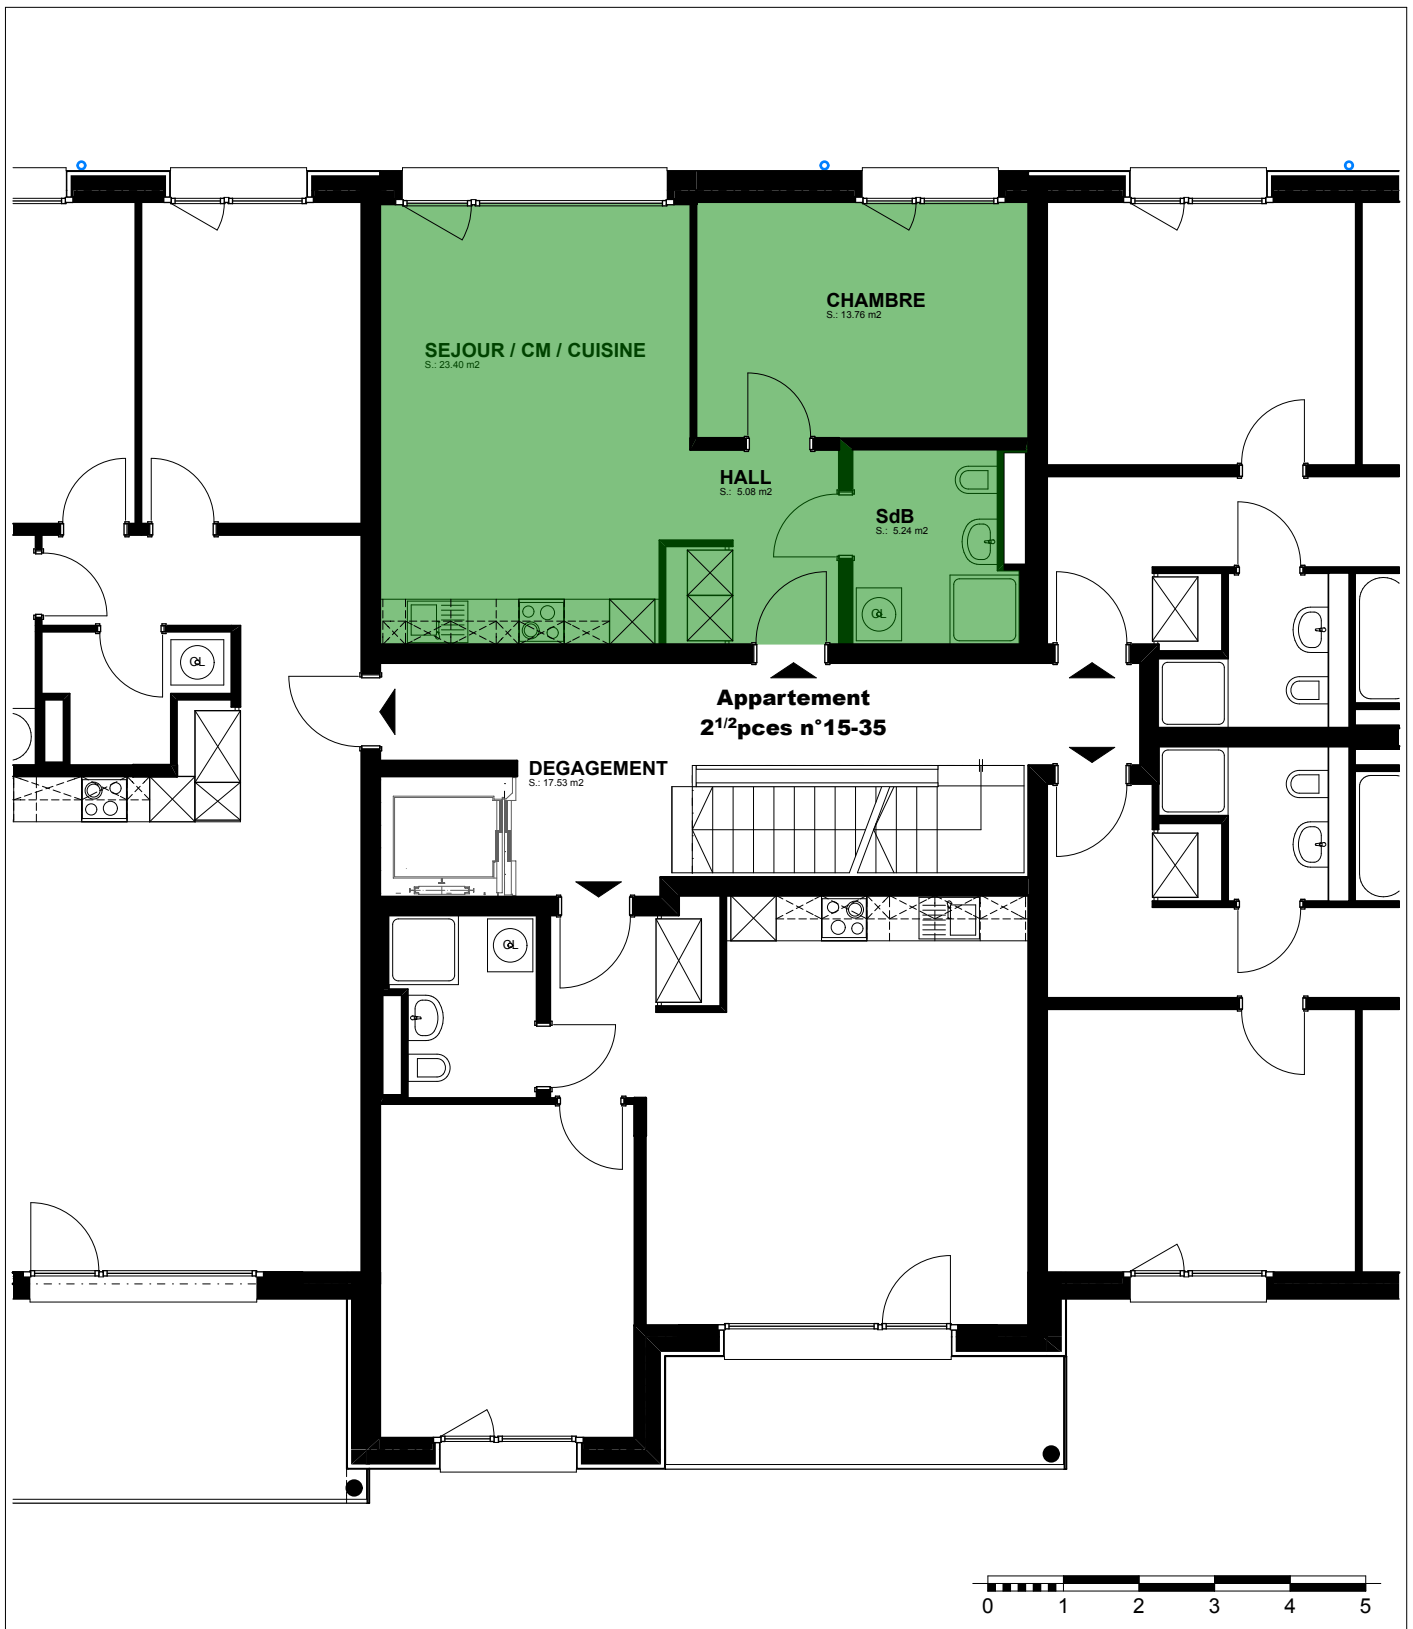 CHAMBRE
S.: 13.76 m2
SEJOUR / CM / CUISINE
S.: 23.40 m2
HALL
S.: 5.08 m2
SdB
S.: 5.24 m2
Appartement
2 1/2pces n°15-35
DEGAGEMENT
S.: 17.53 m2
0 1 2 3 4 5